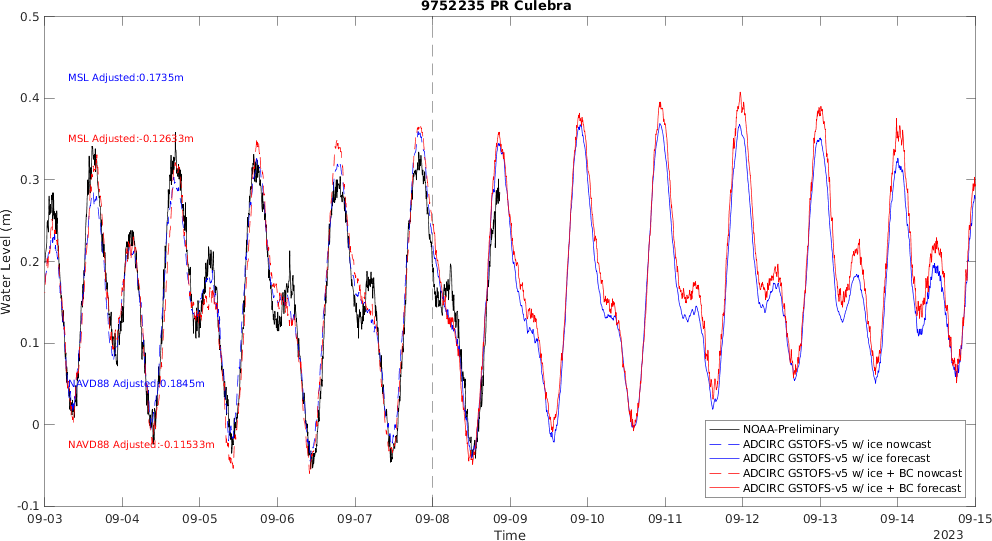 9752235 PR Culebra
0.5
0.4
0.3
0.2
0.1
0
-0.1
Water Level (m)
MSL Adjusted:0.1735m
MSL Adjusted:-0.12633m
NAVD88 Adjusted:0.1845m
NAVD88 Adjusted:-0.11533m
NOAA-Preliminary
ADCIRC GSTOFS-v5 w/ ice nowcast
ADCIRC GSTOFS-v5 w/ ice forecast
ADCIRC GSTOFS-v5 w/ ice + BC nowcast
ADCIRC GSTOFS-v5 w/ ice + BC forecast
09-03 09-04 09-05 09-06 09-07 09-08 09-09 09-10 09-11 09-12 09-13 09-14 09-15
Time
2023